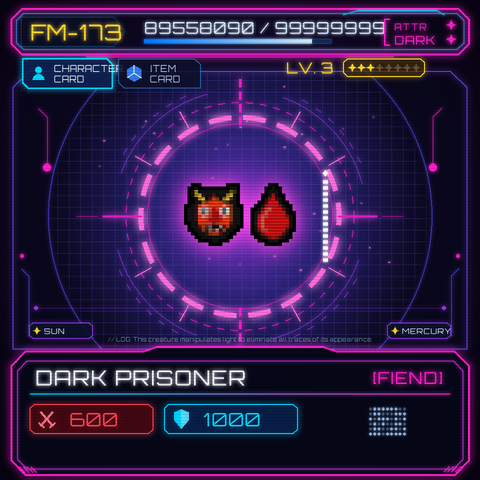 FM-173
89558090 / 99999999
ATTR
DARK
CHARACTER
CARD
ITEM
CARD
LV. 3
SUN
MERCURY
// LOG: This creature manipulates light to eliminate all traces of its appearance
DARK PRISONER
[FIEND]
600
1000